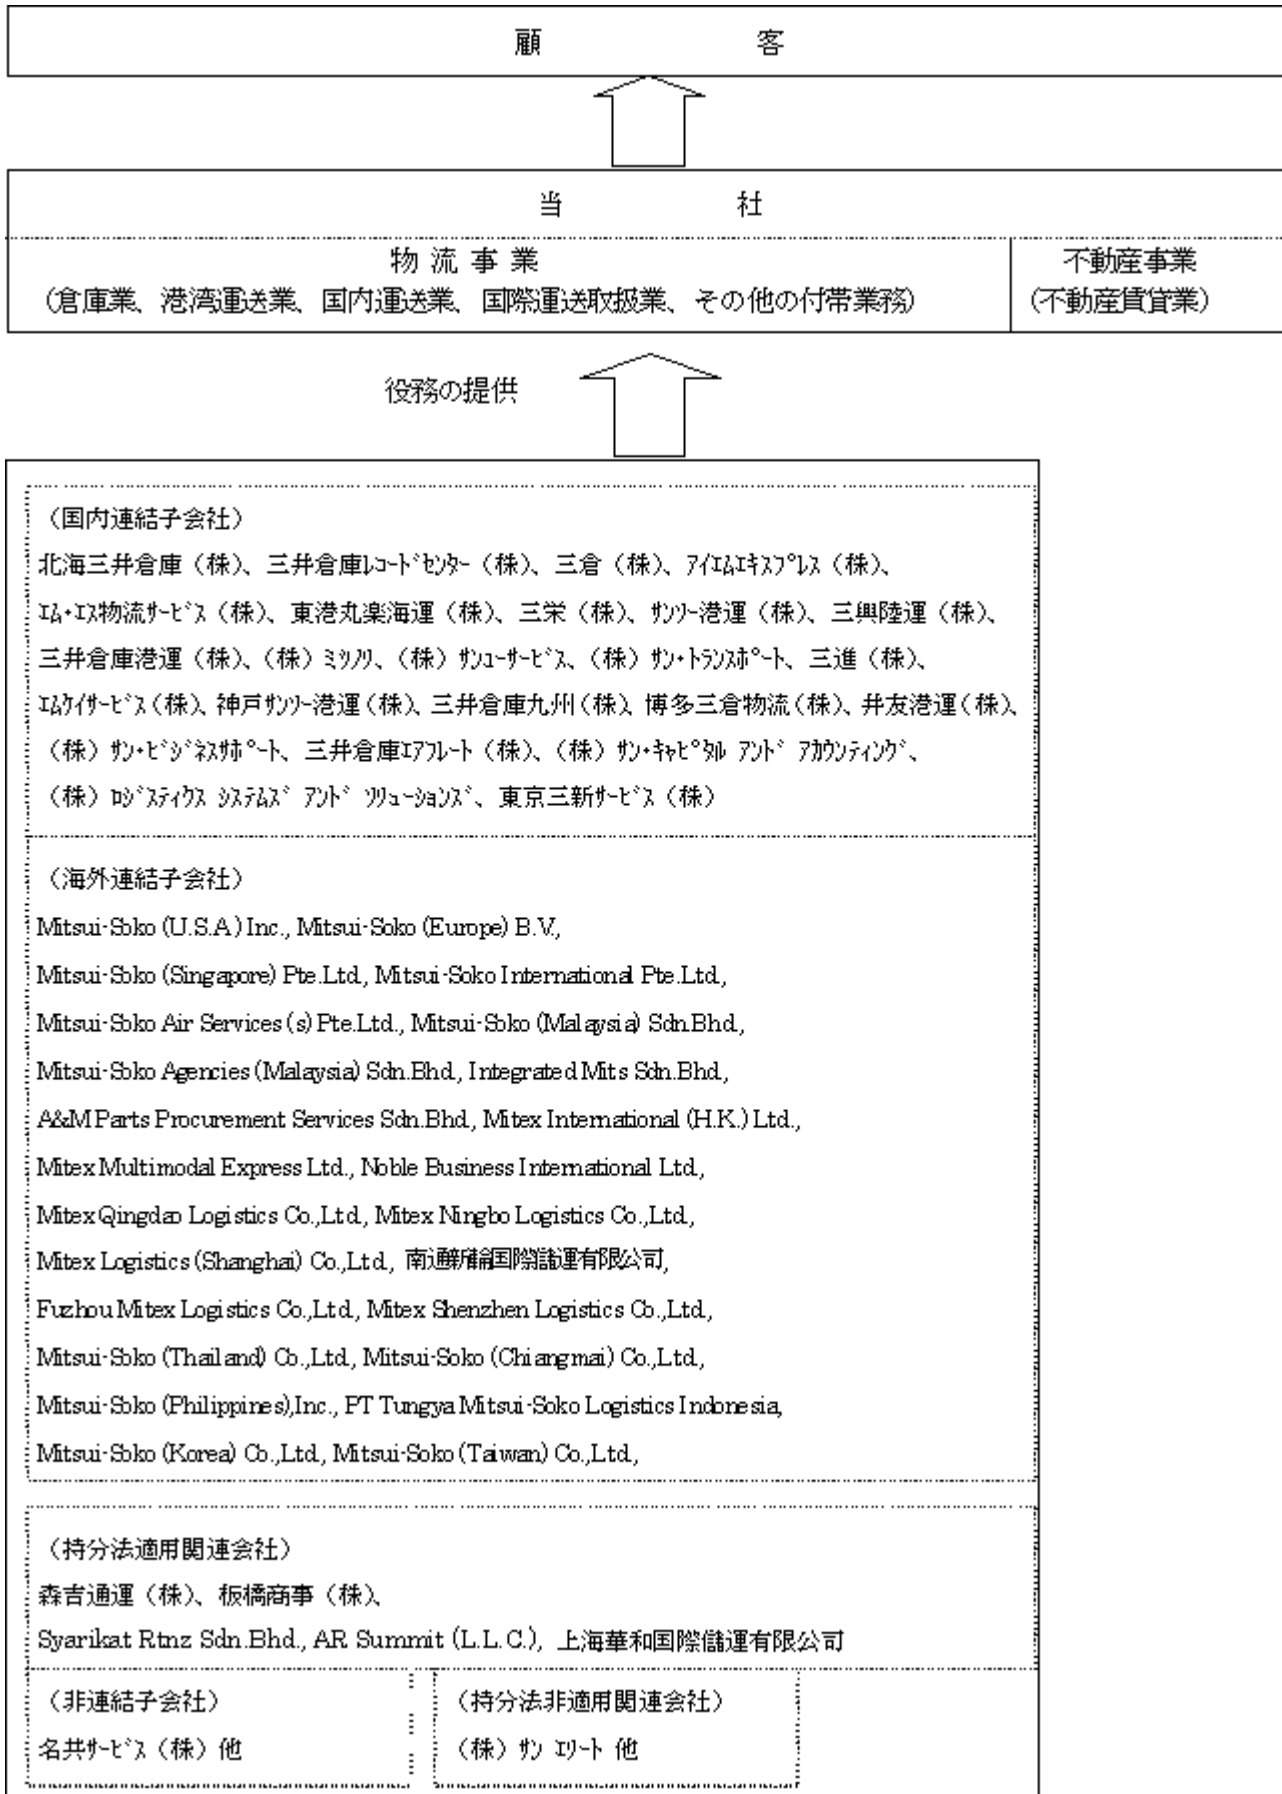 顧 客
当 社
物 流 事 業
（倉庫業、港湾運送業、国内運送業、国際運送取扱業、その他の付帯業務）
不動産事業
（不動産賃貸業）
役務の提供
（国内連結子会社）
北海三井倉庫（株）、三井倉庫ﾚｺｰﾄﾞｾﾝﾀｰ（株）、三倉（株）、ｱｲｴﾑｴｷｽﾌﾟﾚｽ（株）、
ｴﾑ・ｴｽ物流ｻｰﾋﾞｽ（株）、東港丸楽海運（株）、三栄（株）、ｻﾝｿｰ港運（株）、三興陸運（株）、
三井倉庫港運（株）、（株）ﾐﾂﾉﾘ、（株）ｻﾝﾕｰｻｰﾋﾞｽ、（株）ｻﾝ・ﾄﾗﾝｽﾎﾟｰﾄ、三進（株）、
ｴﾑｹｲｻｰﾋﾞｽ（株）、神戸ｻﾝｿｰ港運（株）、三井倉庫九州（株）、博多三倉物流（株）、井友港運（株）、
（株）ｻﾝ・ﾋﾞｼﾞﾈｽｻﾎﾟｰﾄ、三井倉庫ｴｱﾌﾚｰﾄ（株）、（株）ｻﾝ・ｷｬﾋﾟﾀﾙ ｱﾝﾄﾞ ｱｶｳﾝﾃｨﾝｸﾞ、
（株）ﾛｼﾞｽﾃｨｸｽ ｼｽﾃﾑｽﾞ ｱﾝﾄﾞ ｿﾘｭｰｼｮﾝｽﾞ、東京三新ｻｰﾋﾞｽ（株）
（海外連結子会社）
Mitsui-Soko (U.S.A.) Inc., Mitsui-Soko (Europe) B.V.,
Mitsui-Soko (Singapore) Pte.Ltd., Mitsui-Soko International Pte.Ltd.,
Mitsui-Soko Air Services (s) Pte.Ltd., Mitsui-Soko (Malaysia) Sdn.Bhd.,
Mitsui-Soko Agencies (Malaysia) Sdn.Bhd., Integrated Mits Sdn.Bhd.,
A&M Parts Procurement Services Sdn.Bhd., Mitex International (H.K.) Ltd.,
Mitex Multimodal Express Ltd., Noble Business International Ltd.,
Mitex Qingdao Logistics Co.,Ltd., Mitex Ningbo Logistics Co.,Ltd.,
Mitex Logistics (Shanghai) Co.,Ltd., 南通新輪国際儲運有限公司,
Fuzhou Mitex Logistics Co.,Ltd., Mitex Shenzhen Logistics Co.,Ltd.,
Mitsui-Soko (Thailand) Co.,Ltd., Mitsui-Soko (Chiangmai) Co.,Ltd.,
Mitsui-Soko (Philippines),Inc., PT Tungya Mitsui-Soko Logistics Indonesia,
Mitsui-Soko (Korea) Co.,Ltd., Mitsui-Soko (Taiwan) Co.,Ltd.,
（持分法適用関連会社）
森吉通運（株）、板橋商事（株）、
Syarikat Rtnz Sdn.Bhd., AR Summit (L.L.C.), 上海華和国際儲運有限公司
（非連結子会社）
名共ｻｰﾋﾞｽ（株）他
（持分法非適用関連会社）
（株）ｻﾝ ｴﾘｰﾄ 他